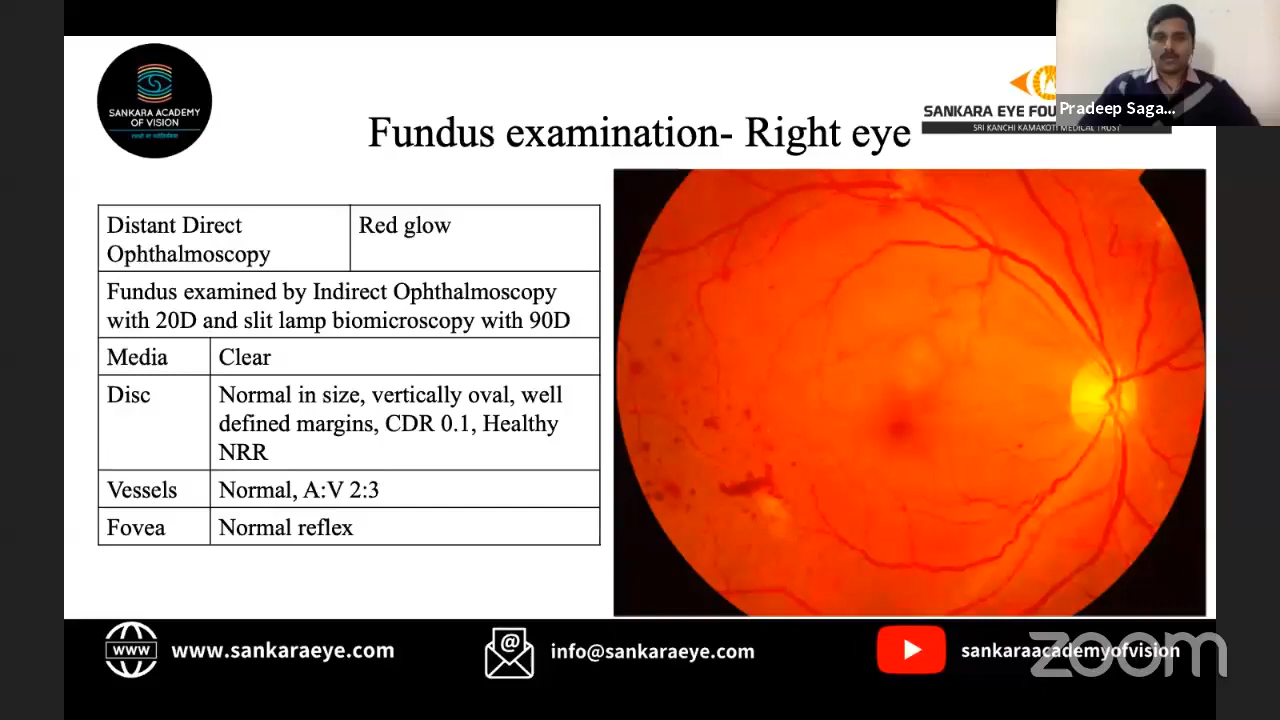 SANKARA ACADEMY
OF VISION
Fundus examination- Right eye
SANKARA EYE FOU
SRI KANCHI KAMAKOTI MEDICAL TRUST
Pradeep Saga...
Distant Direct
Ophthalmoscopy
Red glow
Fundus examined by Indirect Ophthalmoscopy
with 20D and slit lamp biomicroscopy with 90D
Media
Clear
Disc
Normal in size, vertically oval, well
defined margins, CDR 0.1, Healthy
NRR
Vessels
Normal, A:V 2:3
Fovea
Normal reflex
www
www.sankaraeye.com
@
info@sankaraeye.com
sankaraacademyofvision
zoom